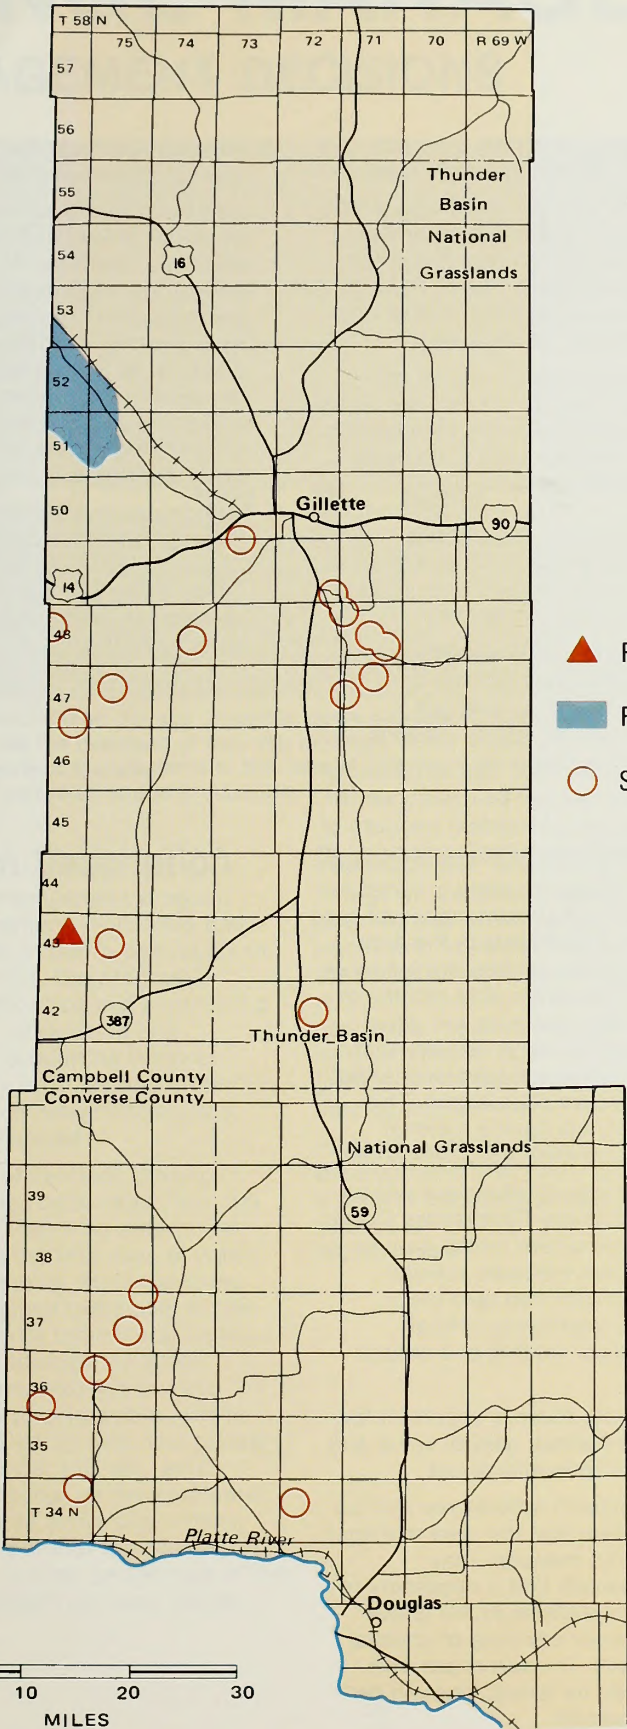 T 58 N
75 74 73 72 71 70 R 69 W
57
56
Thunder
55
Basin
National
54
16
Grasslands
53
52
51
50
Gillette
90
14
48
47
46
45
44
43
42
387
Thunder Basin
Campbell County
Converse County
National Grasslands
39
59
38
37
36
35
T 34 N
Platte River
Douglas
10 20 30
MILES